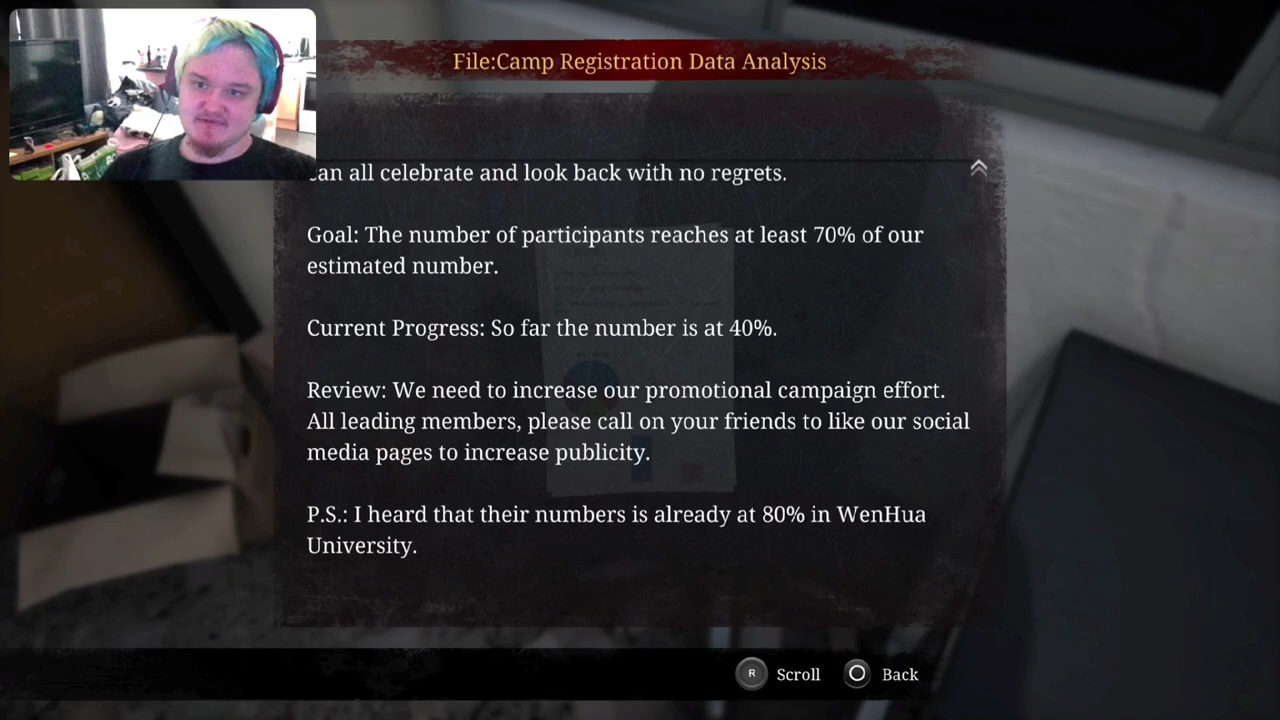 File:Camp Registration Data Analysis
can all celebrate and look back with no regrets.
Goal: The number of participants reaches at least 70% of our
estimated number.
Current Progress: So far the number is at 40%.
Review: We need to increase our promotional campaign effort.
All leading members, please call on your friends to like our social
media pages to increase publicity.
P.S.: I heard that their numbers is already at 80% in WenHua
University.
R Scroll Back